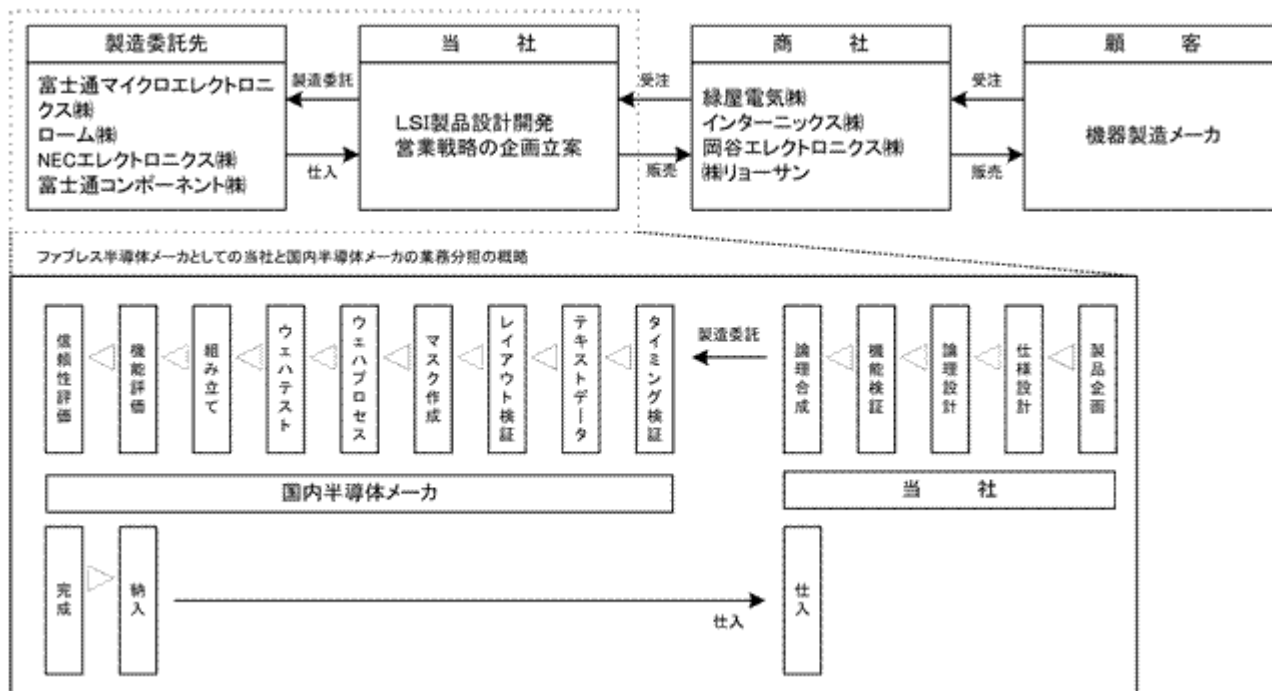 製造委託先
富士通マイクロエレクトロニ
クス㈱
ローム㈱
NECエレクトロニクス㈱
富士通コンポーネント㈱
製造委託
仕入
当 社
LSI製品設計開発
営業戦略の企画立案
受注
販売
商 社
緑屋電気㈱
インターニックス㈱
岡谷エレクトロニクス㈱
㈱リョーサン
受注
販売
顧 客
機器製造メーカ
ファブレス半導体メーカとしての当社と国内半導体メーカの業務分担の概略
信頼性評価
機能評価
組み立て
ウェハテスト
ウェハプロセス
マスク作成
レイアウト検証
テキストデータ
タイミング検証
製造委託
論理合成
機能検証
論理設計
仕様設計
製品企画
国内半導体メーカ
当 社
完成
納入
仕入
仕入